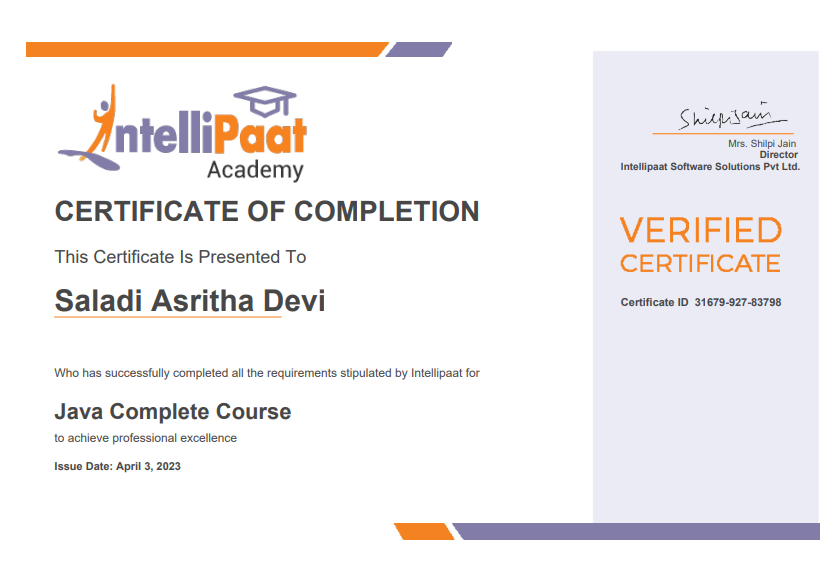 IntelliPaat
Academy
CERTIFICATE OF COMPLETION
This Certificate Is Presented To
Saladi Asritha Devi
Who has successfully completed all the requirements stipulated by Intellipaat for
Java Complete Course
to achieve professional excellence
Issue Date: April 3, 2023
Shilpi Jain
Mrs. Shilpi Jain
Director
Intellipaat Software Solutions Pvt Ltd.
VERIFIED
CERTIFICATE
Certificate ID 31679-927-83798